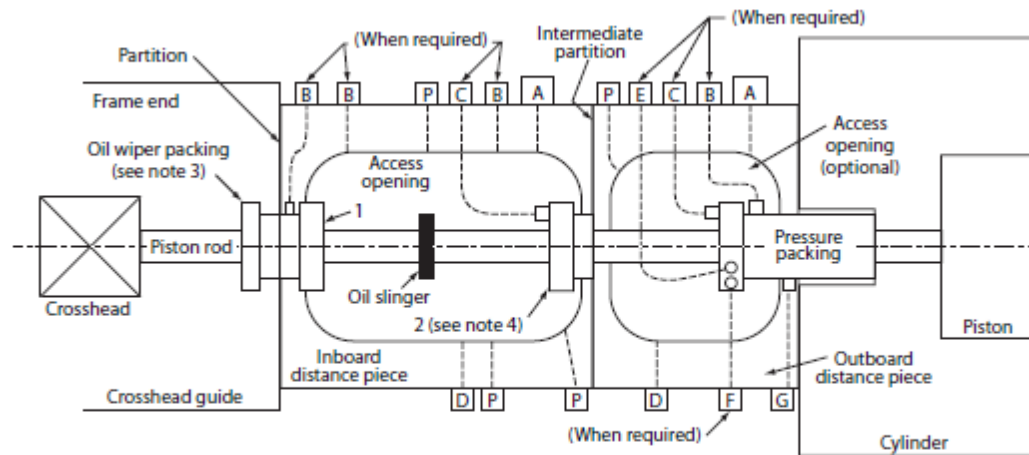 (When required)
Intermediate
partition
(When required)
Partition
Frame end
B B P C B A P E C B A
Oil wiper packing
(see note 3)
Access
opening
Access
opening
(optional)
1
Piston rod
Pressure
packing
Oil slinger
Crosshead
2 (see note 4)
Piston
Inboard
distance piece
Outboard
distance piece
Crosshead guide
D P P D F G
(When required)
Cylinder